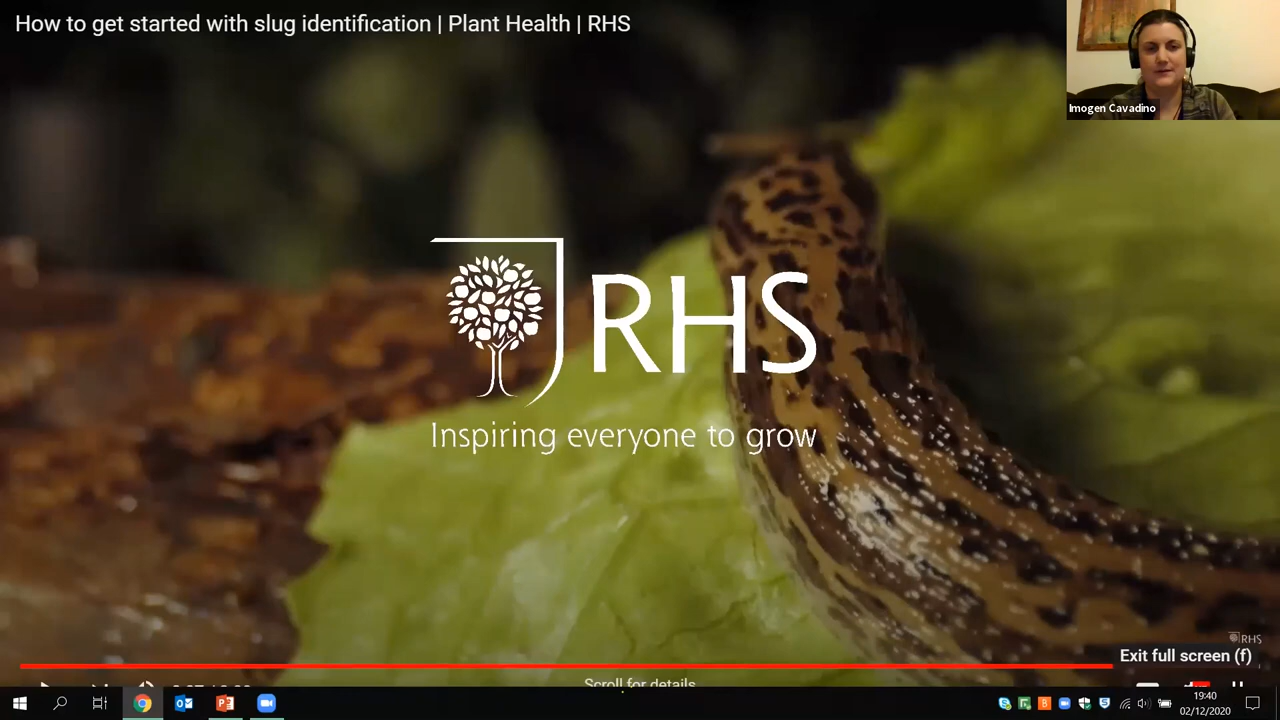 How to get started with slug identification | Plant Health | RHS
Imogen Cavadino
RHS
Inspiring everyone to grow
RHS
Exit full screen (f)
Scroll for details
19:40
02/12/2020